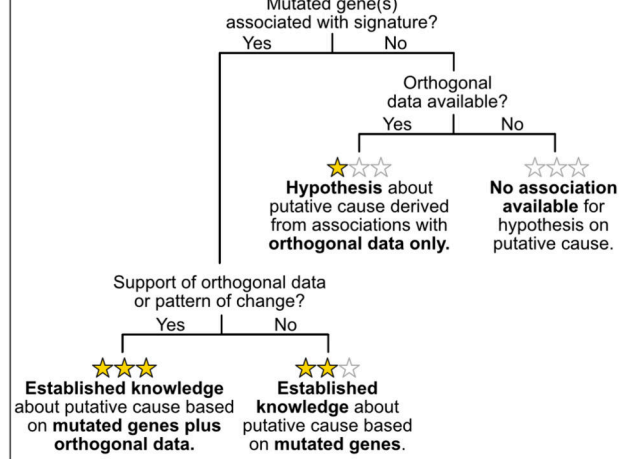 Mutated gene(s)
associated with signature?
Yes
No
Orthogonal
data available?
Yes
No
Hypothesis about
putative cause derived
from associations with
orthogonal data only.
No association
available for
hypothesis on
putative cause.
Support of orthogonal data
or pattern of change?
Yes
No
Established knowledge
about putative cause based
on mutated genes plus
orthogonal data.
Established
knowledge about
putative cause based
on mutated genes.